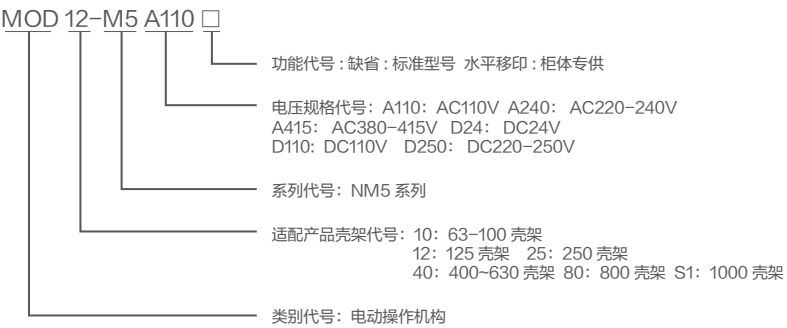 MOD 12-M5 A110 □
功能代号：缺省：标准型号 水平移印：柜体专供
电压规格代号：A110：AC110V A240： AC220-240V
A415： AC380-415V D24： DC24V
D110: DC110V D250： DC220-250V
系列代号：NM5 系列
适配产品壳架代号：10：63-100 壳架
12：125 壳架 25：250 壳架
40：400~630 壳架 80：800 壳架 S1：1000 壳架
类别代号：电动操作机构